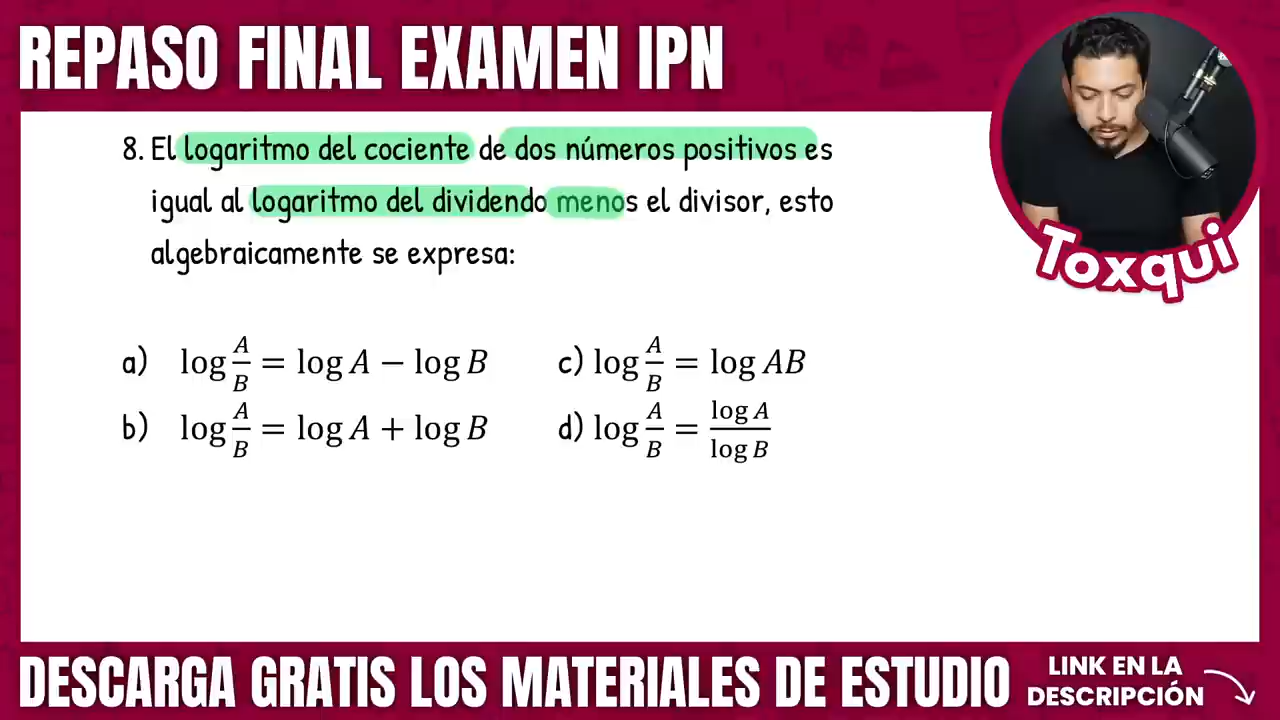 REPASO FINAL EXAMEN IPN
8. El logaritmo del cociente de dos números positivos es
igual al logaritmo del dividendo menos el divisor, esto
algebraicamente se expresa:
Toxqui
a) log A/B = log A − log B
c) log A/B = log AB
b) log A/B = log A + log B
d) log A/B = log A/log B
DESCARGA GRATIS LOS MATERIALES DE ESTUDIO
LINK EN LA
DESCRIPCIÓN